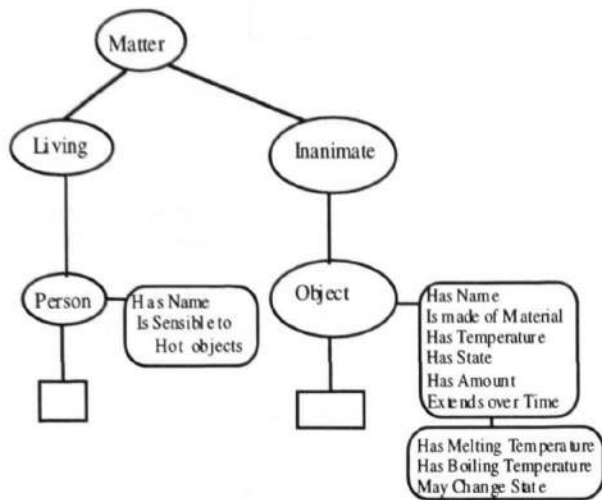 Matter
Living
Inanimate
Person
Has Name
Is Sensible to
Hot objects
Object
Has Name
Is made of Material
Has Temperature
Has State
Has Amount
Extends over Time
Has Melting Temperature
Has Boiling Temperature
May Change State